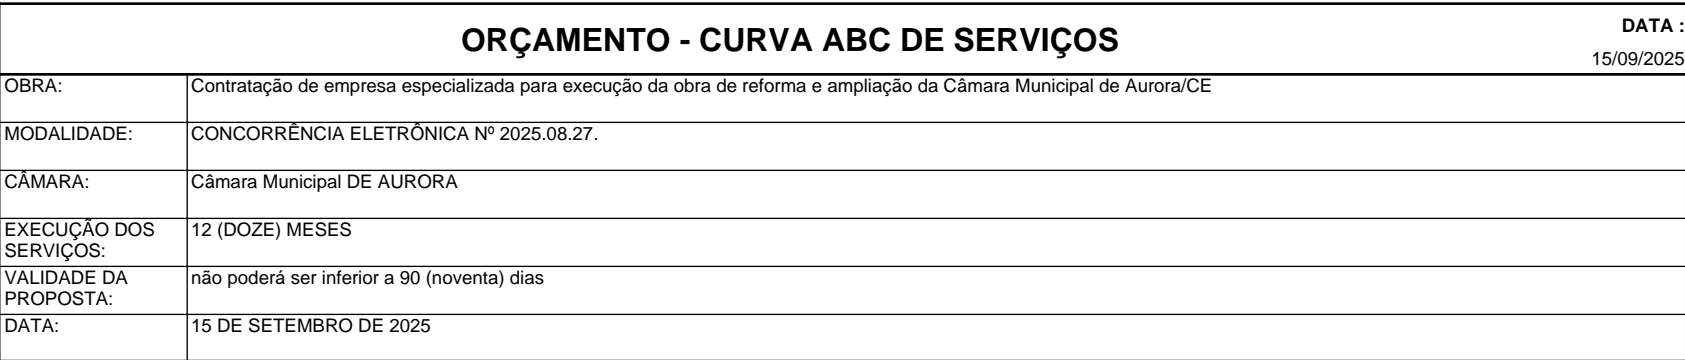 ORÇAMENTO - CURVA ABC DE SERVIÇOS
DATA :
15/09/2025
OBRA: Contratação de empresa especializada para execução da obra de reforma e ampliação da Câmara Municipal de Aurora/CE
MODALIDADE: CONCORRÊNCIA ELETRÔNICA Nº 2025.08.27.
CÂMARA: Câmara Municipal DE AURORA
EXECUÇÃO DOS SERVIÇOS: 12 (DOZE) MESES
VALIDADE DA PROPOSTA: não poderá ser inferior a 90 (noventa) dias
DATA: 15 DE SETEMBRO DE 2025